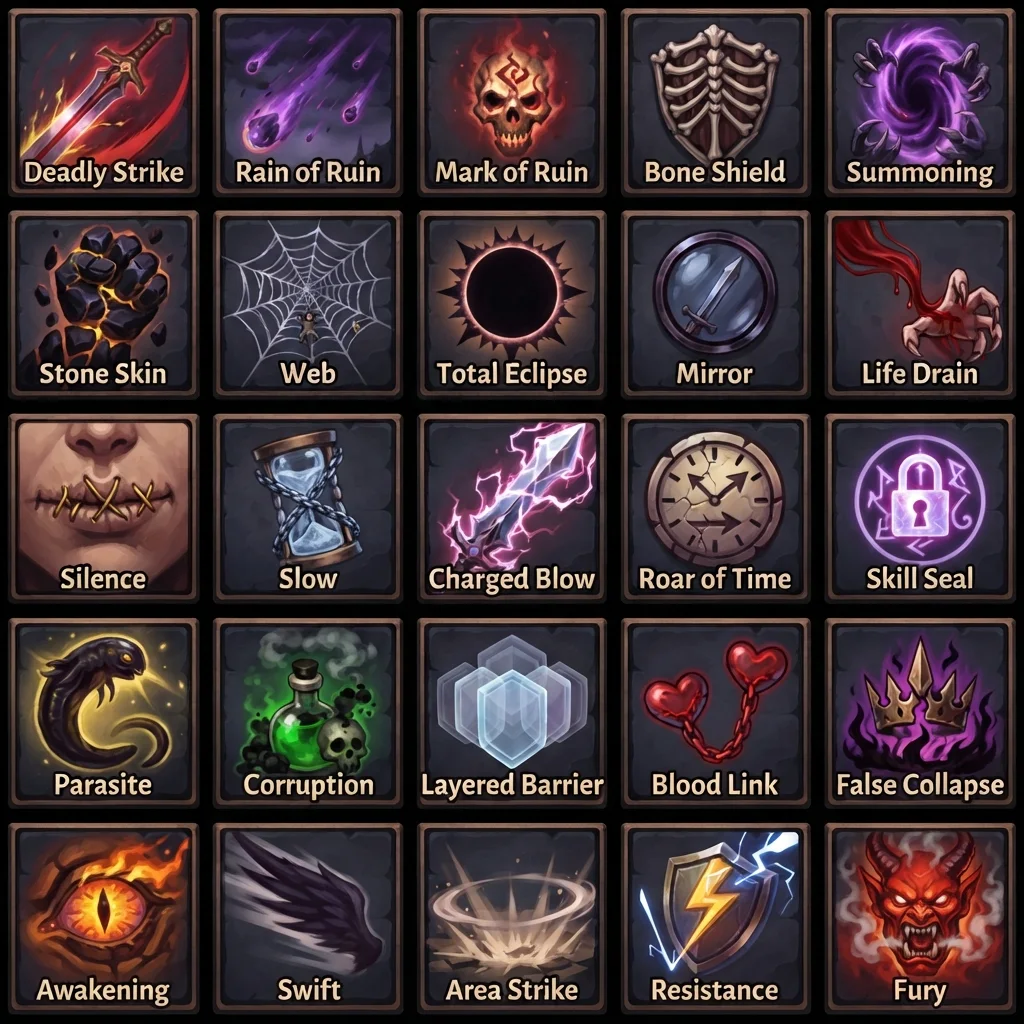 Deadly Strike
Rain of Ruin
Mark of Ruin
Bone Shield
Summoning
Stone Skin
Web
Total Eclipse
Mirror
Life Drain
Silence
Slow
Charged Blow
Roar of Time
Skill Seal
Parasite
Corruption
Layered Barrier
Blood Link
False Collapse
Awakening
Swift
Area Strike
Resistance
Fury